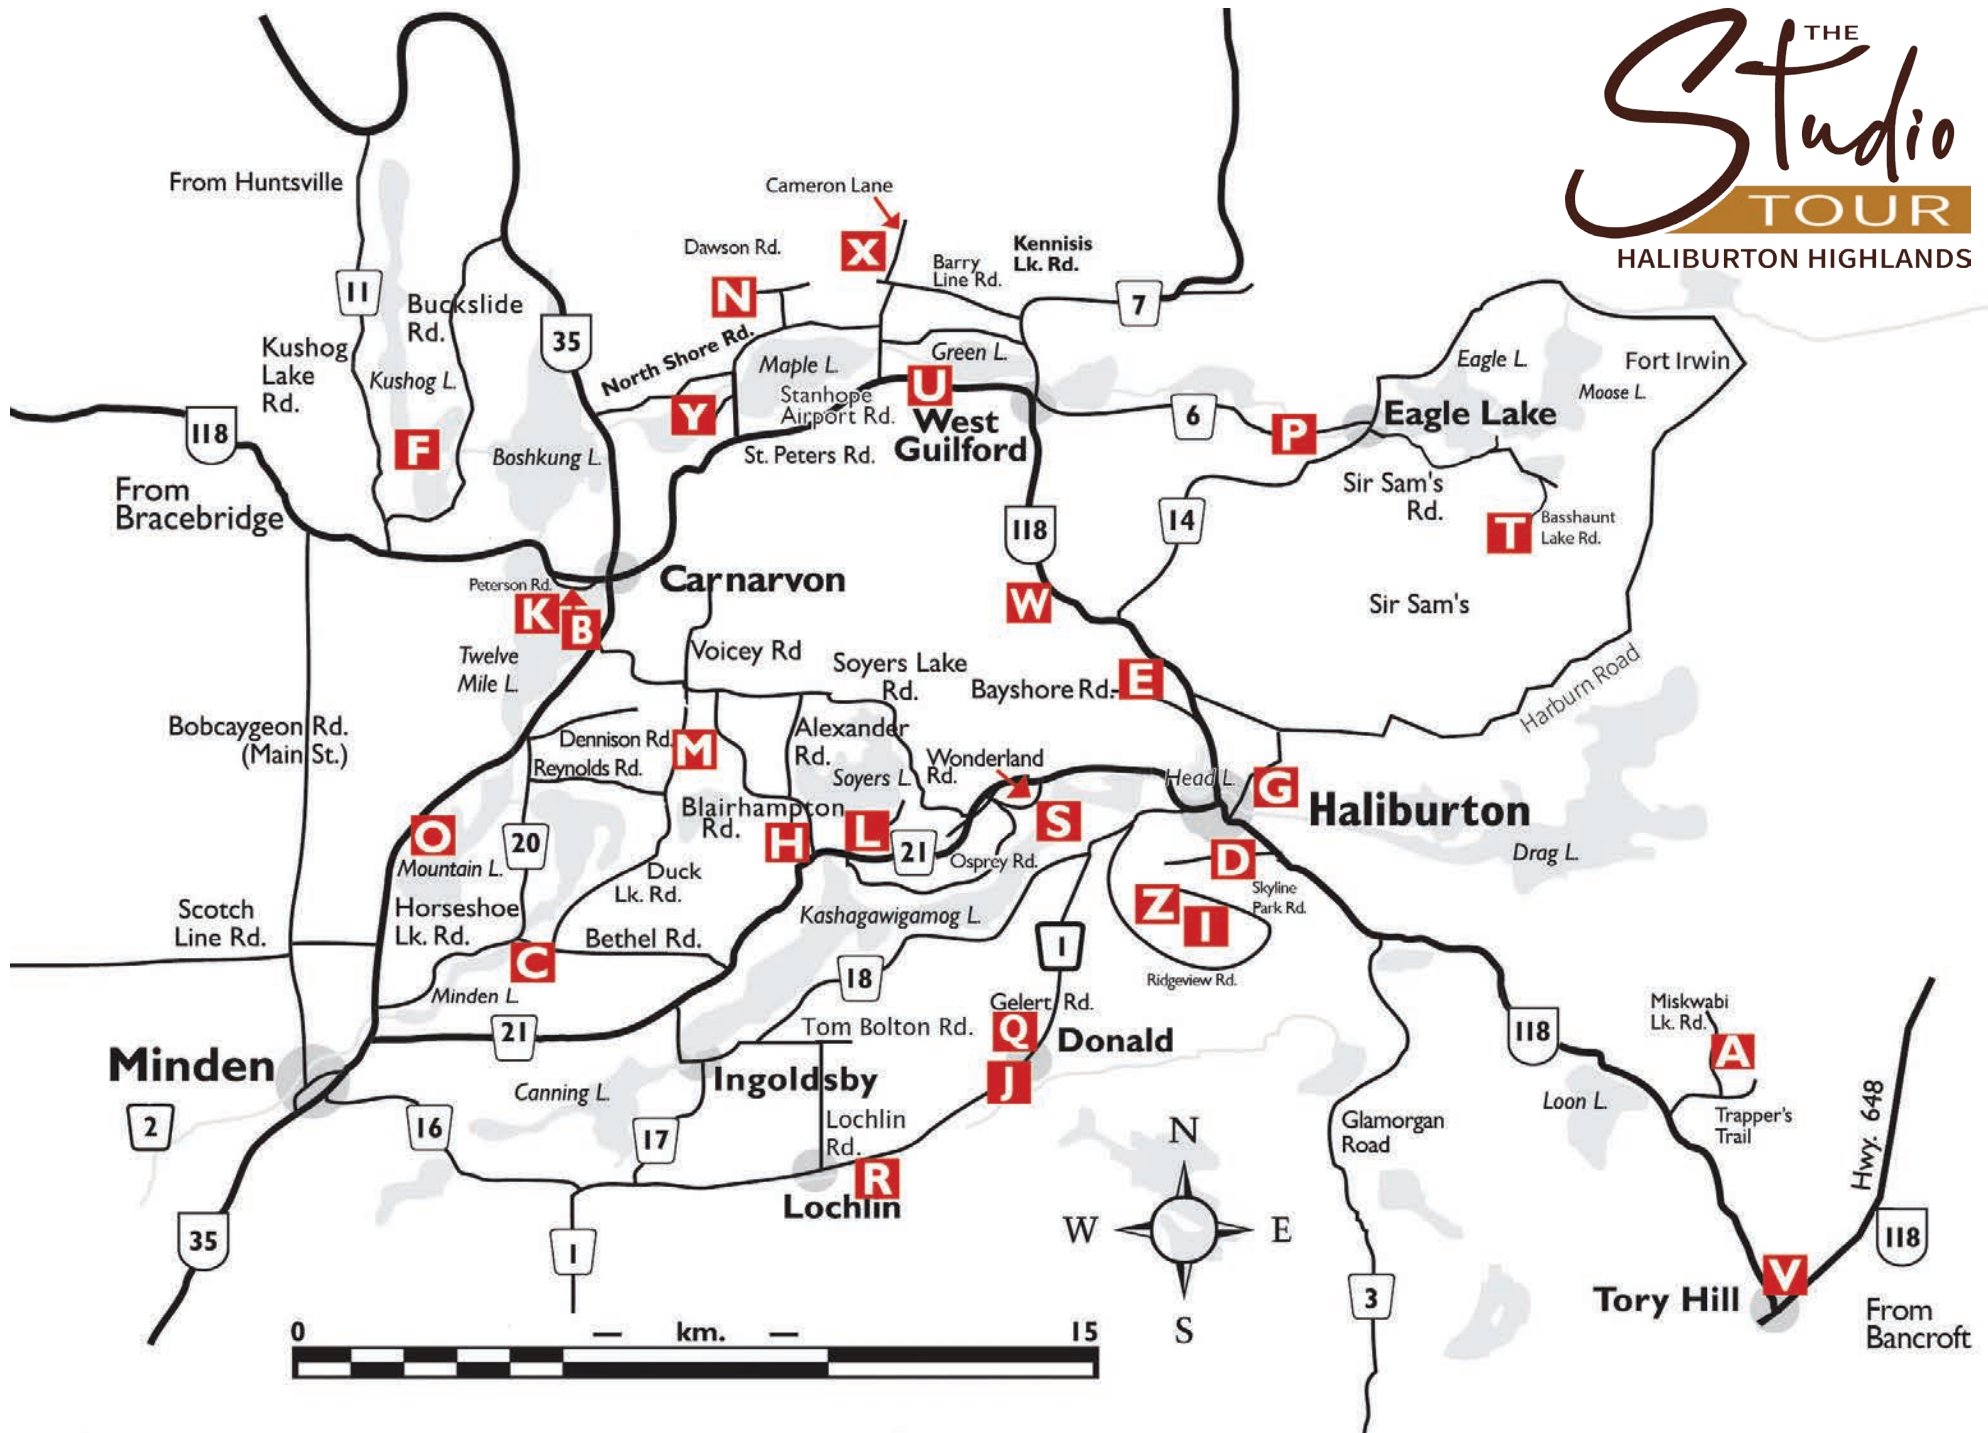 THE
Studio
TOUR
HALIBURTON HIGHLANDS
From Huntsville
Cameron Lane
Dawson Rd.
X
Barry
Line Rd.
Kennisis
Lk. Rd.
N
11
Buckslide
Rd.
7
35
North Shore Rd.
Kushog
Lake
Rd.
Kushog L.
Maple L.
Green L.
Eagle L.
Fort Irwin
Moose L.
Stanhope
Airport Rd.
U
West
Guilford
Y
6
P
Eagle Lake
118
F
Boshkung L.
St. Peters Rd.
From
Bracebridge
Sir Sam's
Rd.
118
14
T
Basshaunt
Lake Rd.
Carnarvon
Peterson Rd.
K
B
W
Sir Sam's
Twelve
Mile L.
Voicey Rd
Soyers Lake
Rd.
Bayshore Rd.
E
Harburn Road
Bobcaygeon Rd.
(Main St.)
Dennison Rd.
M
Alexander
Rd.
Reynolds Rd.
Soyers L.
Wonderland
Rd.
Head L.
G
Haliburton
Blairhampton
Rd.
O
20
H
L
21
S
Osprey Rd.
Drag L.
Mountain L.
Duck
Lk. Rd.
D
Skyline
Park Rd.
Z
I
Scotch
Line Rd.
Horseshoe
Lk. Rd.
Bethel Rd.
Kashagawigamog L.
C
1
18
Ridgeview Rd.
Minden L.
Gelert Rd.
Miskwabi
Lk. Rd.
21
Tom Bolton Rd.
Q
Donald
118
A
Minden
Ingoldsby
J
Canning L.
Loon L.
Trapper's
Trail
2
16
17
Lochlin
Rd.
Glamorgan
Road
Hwy. 648
R
Lochlin
N
W
E
S
35
1
118
3
V
Tory Hill
From
Bancroft
0
km.
15